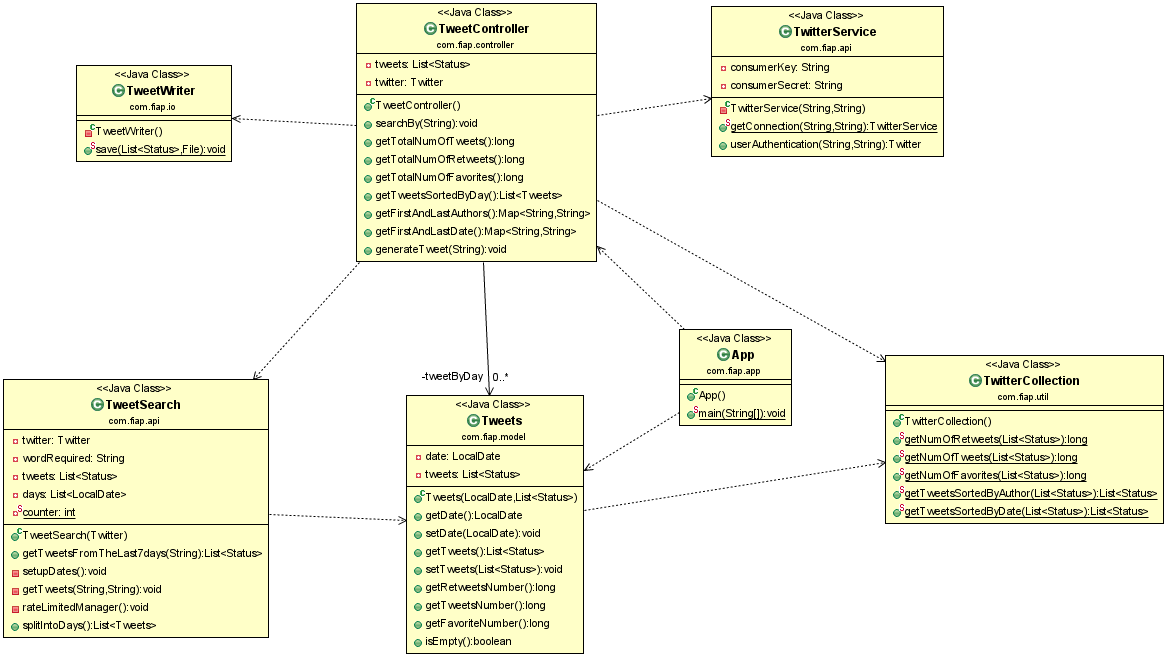 <<Java Class>>
TweetController
com.fiap.controller
tweets: List<Status>
twitter: Twitter
TweetController()
searchBy(String):void
getTotalNumOfTweets():long
getTotalNumOfRetweets():long
getTotalNumOfFavorites():long
getTweetsSortedByDay():List<Tweets>
getFirstAndLastAuthors():Map<String,String>
getFirstAndLastDate():Map<String,String>
generateTweet(String):void
<<Java Class>>
TwitterService
com.fiap.api
consumerKey: String
consumerSecret: String
TwitterService(String,String)
getConnection(String,String):TwitterService
userAuthentication(String,String):Twitter
<<Java Class>>
TweetWriter
com.fiap.io
TweetWriter()
save(List<Status>,File):void
<<Java Class>>
App
com.fiap.app
App()
main(String[]):void
<<Java Class>>
TwitterCollection
com.fiap.util
TwitterCollection()
getNumOfRetweets(List<Status>):long
getNumOfTweets(List<Status>):long
getNumOfFavorites(List<Status>):long
getTweetsSortedByAuthor(List<Status>):List<Status>
getTweetsSortedByDate(List<Status>):List<Status>
-tweetByDay 0..*
<<Java Class>>
TweetSearch
com.fiap.api
twitter: Twitter
wordRequired: String
tweets: List<Status>
days: List<LocalDate>
counter: int
TweetSearch(Twitter)
getTweetsFromTheLast7days(String):List<Status>
setupDates():void
getTweets(String,String):void
rateLimitedManager():void
splitIntoDays():List<Tweets>
<<Java Class>>
Tweets
com.fiap.model
date: LocalDate
tweets: List<Status>
Tweets(LocalDate,List<Status>)
getDate():LocalDate
setDate(LocalDate):void
getTweets():List<Status>
setTweets(List<Status>):void
getRetweetsNumber():long
getTweetsNumber():long
getFavoriteNumber():long
isEmpty():boolean